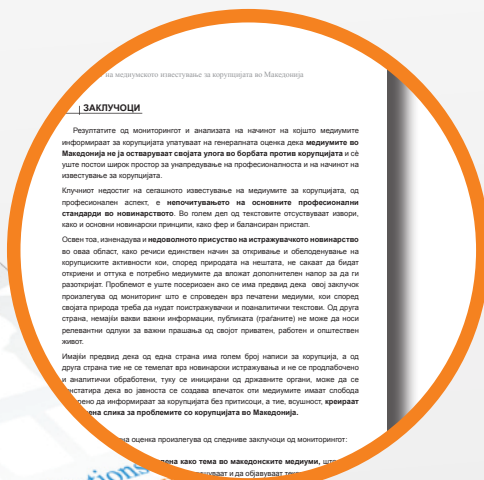 на медиумското известување за корупцијата во Македонија
ЗАКЛУЧОЦИ
Резултатите од мониторингот и анализата на начинот на којшто медиумите
информираат за корупцијата упатуваат на генералната оценка дека медиумите во
Македонија не ја остваруваат својата улога во борбата против корупцијата и сѐ
уште постои широк простор за унапредување на професионалноста и на начинот на
известување за корупцијата.
Клучниот недостиг на сегашното известување на медиумите за корупцијата, од
професионален аспект, е непочитувањето на основните професионални
стандарди во новинарството. Во голем дел од текстовите отсуствуваат извори,
како и основни новинарски принципи, како фер и балансиран пристап.
Освен тоа, изненадува и недоволното присуство на истражувачкото новинарство
во оваа област, како речиси единствен начин за откривање и обелоденување на
корупциските активности кои, според природата на нештата, не сакаат да бидат
откриени и оттука е потребно медиумите да вложат дополнителен напор за да ги
разоткријат. Проблемот е уште посериозен ако се има предвид дека овој заклучок
произлегува од мониторинг што е спроведен врз печатени медиуми, кои според
својата природа треба да нудат поистражувачки и поаналитички текстови. Од друга
страна, немајќи вакви важни информации, публиката (граѓаните) не може да носи
релевантни одлуки за важни прашања од својот приватен, работен и општествен
живот.
Имајќи предвид дека од една страна има голем број написи за корупција, а од
друга страна тие не се темелат врз новинарски истражувања и не се продлабочено
и аналитички обработени, туку се иницирани од државните органи, може да се
констатира дека во јавноста се создава впечаток оти медиумите имаат слобода
да информираат за корупцијата без притисоци, а тие, всушност, креираат
слика за проблемите со корупцијата во Македонија.
оценка произлегува од следниве заклучоци од мониторингот:
како тема во македонските медиуми,
и да објавуваат